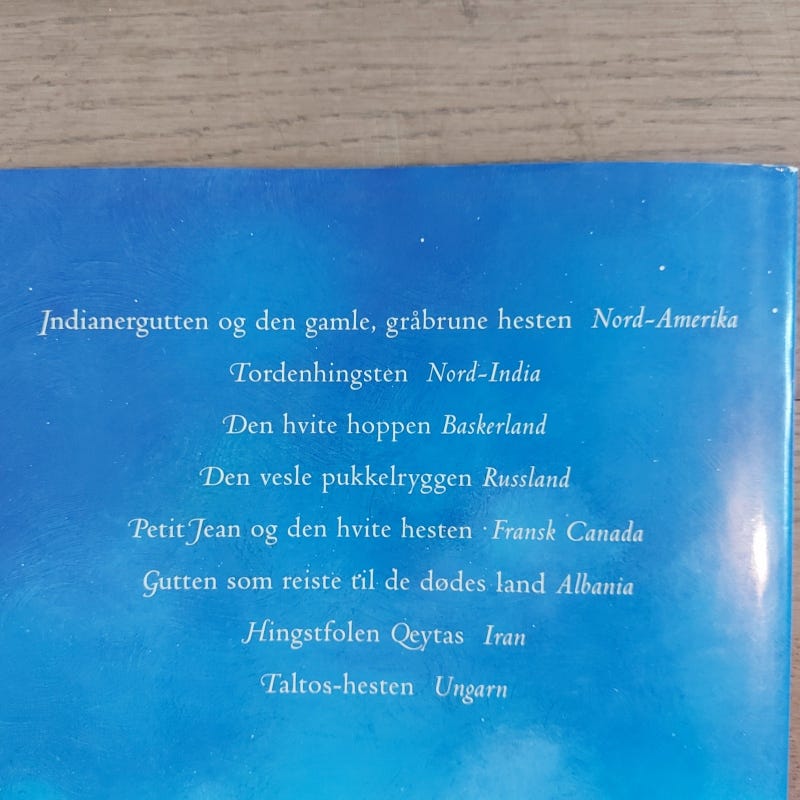 Indianergutten og den gamle, gråbrune hesten Nord-Amerika
Tordenhingsten Nord-India
Den hvite hoppen Baskerland
Den vesle pukkelryggen Russland
Petit Jean og den hvite hesten Fransk Canada
Gutten som reiste til de dødes land Albania
Hingstfolen Qeytas Iran
Taltos-hesten Ungarn